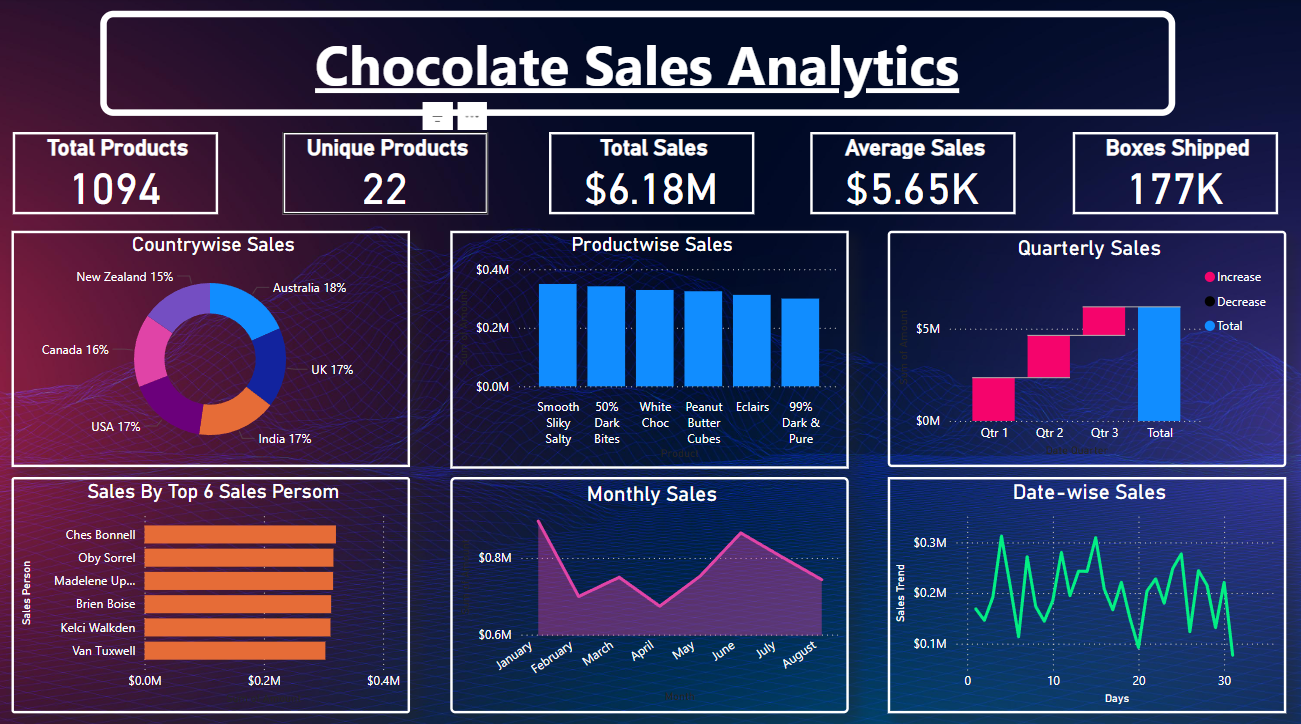 Chocolate Sales Analytics
Total Products
1094
Unique Products
22
Total Sales
$6.18M
Average Sales
$5.65K
Boxes Shipped
177K
Countrywise Sales
New Zealand 15%
Australia 18%
Canada 16%
UK 17%
USA 17%
India 17%
Productwise Sales
$0.4M
$0.2M
$0.0M
Smooth
Sliky
Salty
50%
Dark
Bites
White
Choc
Peanut
Butter
Cubes
Eclairs
99%
Dark &
Pure
Product
Quarterly Sales
Increase
Decrease
Total
Sum of Amount
$5M
$0M
Qtr 1
Qtr 2
Qtr 3
Total
Sales By Top 6 Sales Persom
Sales Person
Ches Bonnell
Oby Sorrel
Madelene Up...
Brien Boise
Kelci Walkden
Van Tuxwell
$0.0M
$0.2M
$0.4M
Monthly Sales
$0.8M
$0.6M
January
February
March
April
May
June
July
August
Month
Date-wise Sales
Sales Trend
$0.3M
$0.2M
$0.1M
0
10
20
30
Days